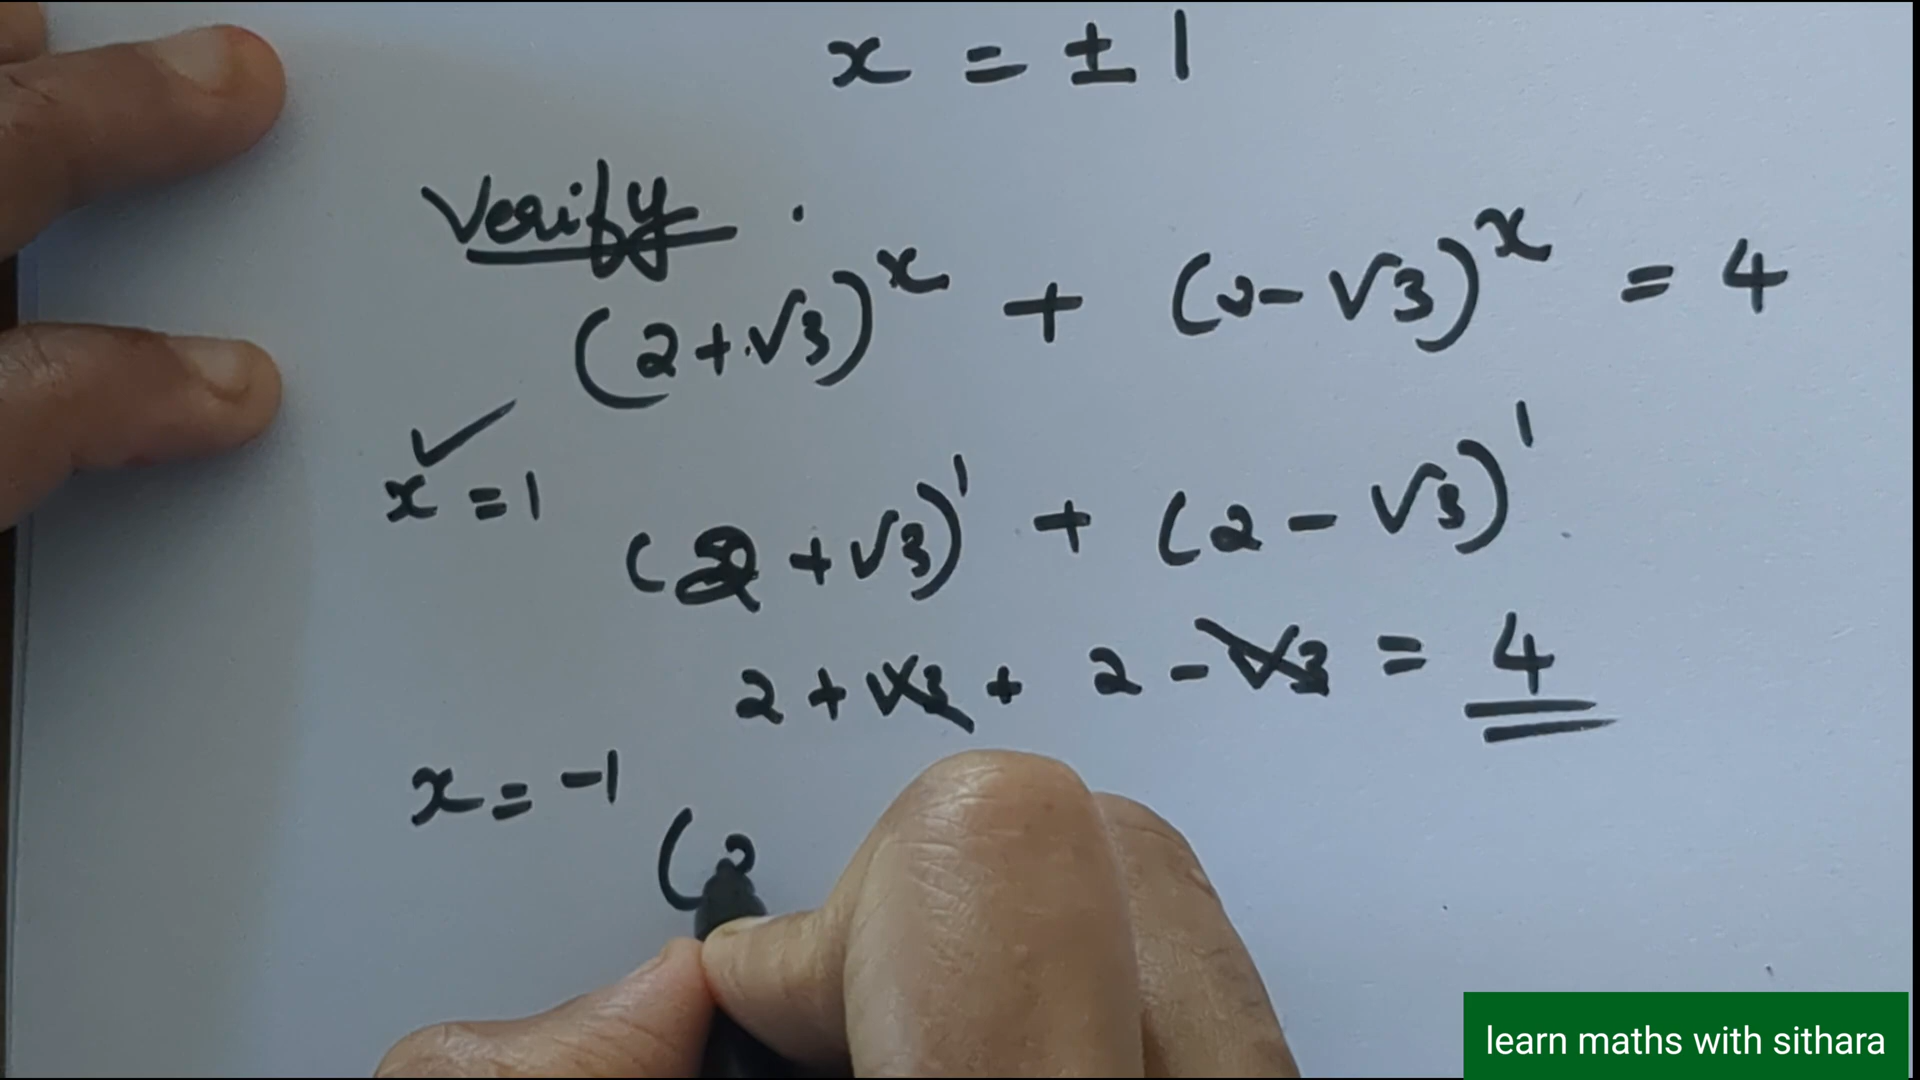 x = ± 1
Verify .
(2+√3)^x + (2-√3)^x = 4
✓
x = 1
(2 + √3)^1 + (2 - √3)^1
2 + √3 + 2 - √3 = 4
x = -1
(2
learn maths with sithara